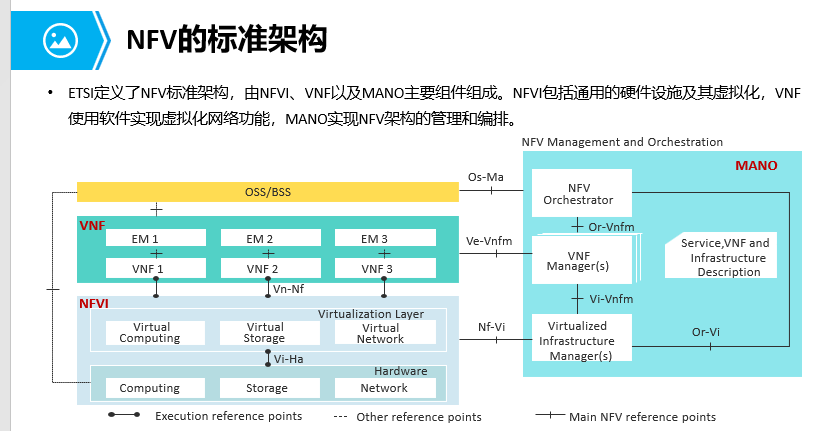 NFV的标准架构
• ETSI定义了NFV标准架构，由NFVI、VNF以及MANO主要组件组成。NFVI包括通用的硬件设施及其虚拟化，VNF
使用软件实现虚拟化网络功能，MANO实现NFV架构的管理和编排。
NFV Management and Orchestration
MANO
OSS/BSS
Os-Ma
NFV
Orchestrator
Or-Vnfm
VNF
EM 1
EM 2
EM 3
VNF 1
VNF 2
VNF 3
Ve-Vnfm
VNF
Manager(s)
Service,VNF and
Infrastructure
Description
Vn-Nf
Vi-Vnfm
NFVI
Virtualization Layer
Virtual
Computing
Virtual
Storage
Virtual
Network
Nf-Vi
Virtualized
Infrastructure
Manager(s)
Or-Vi
Vi-Ha
Hardware
Computing
Storage
Network
Execution reference points
Other reference points
Main NFV reference points